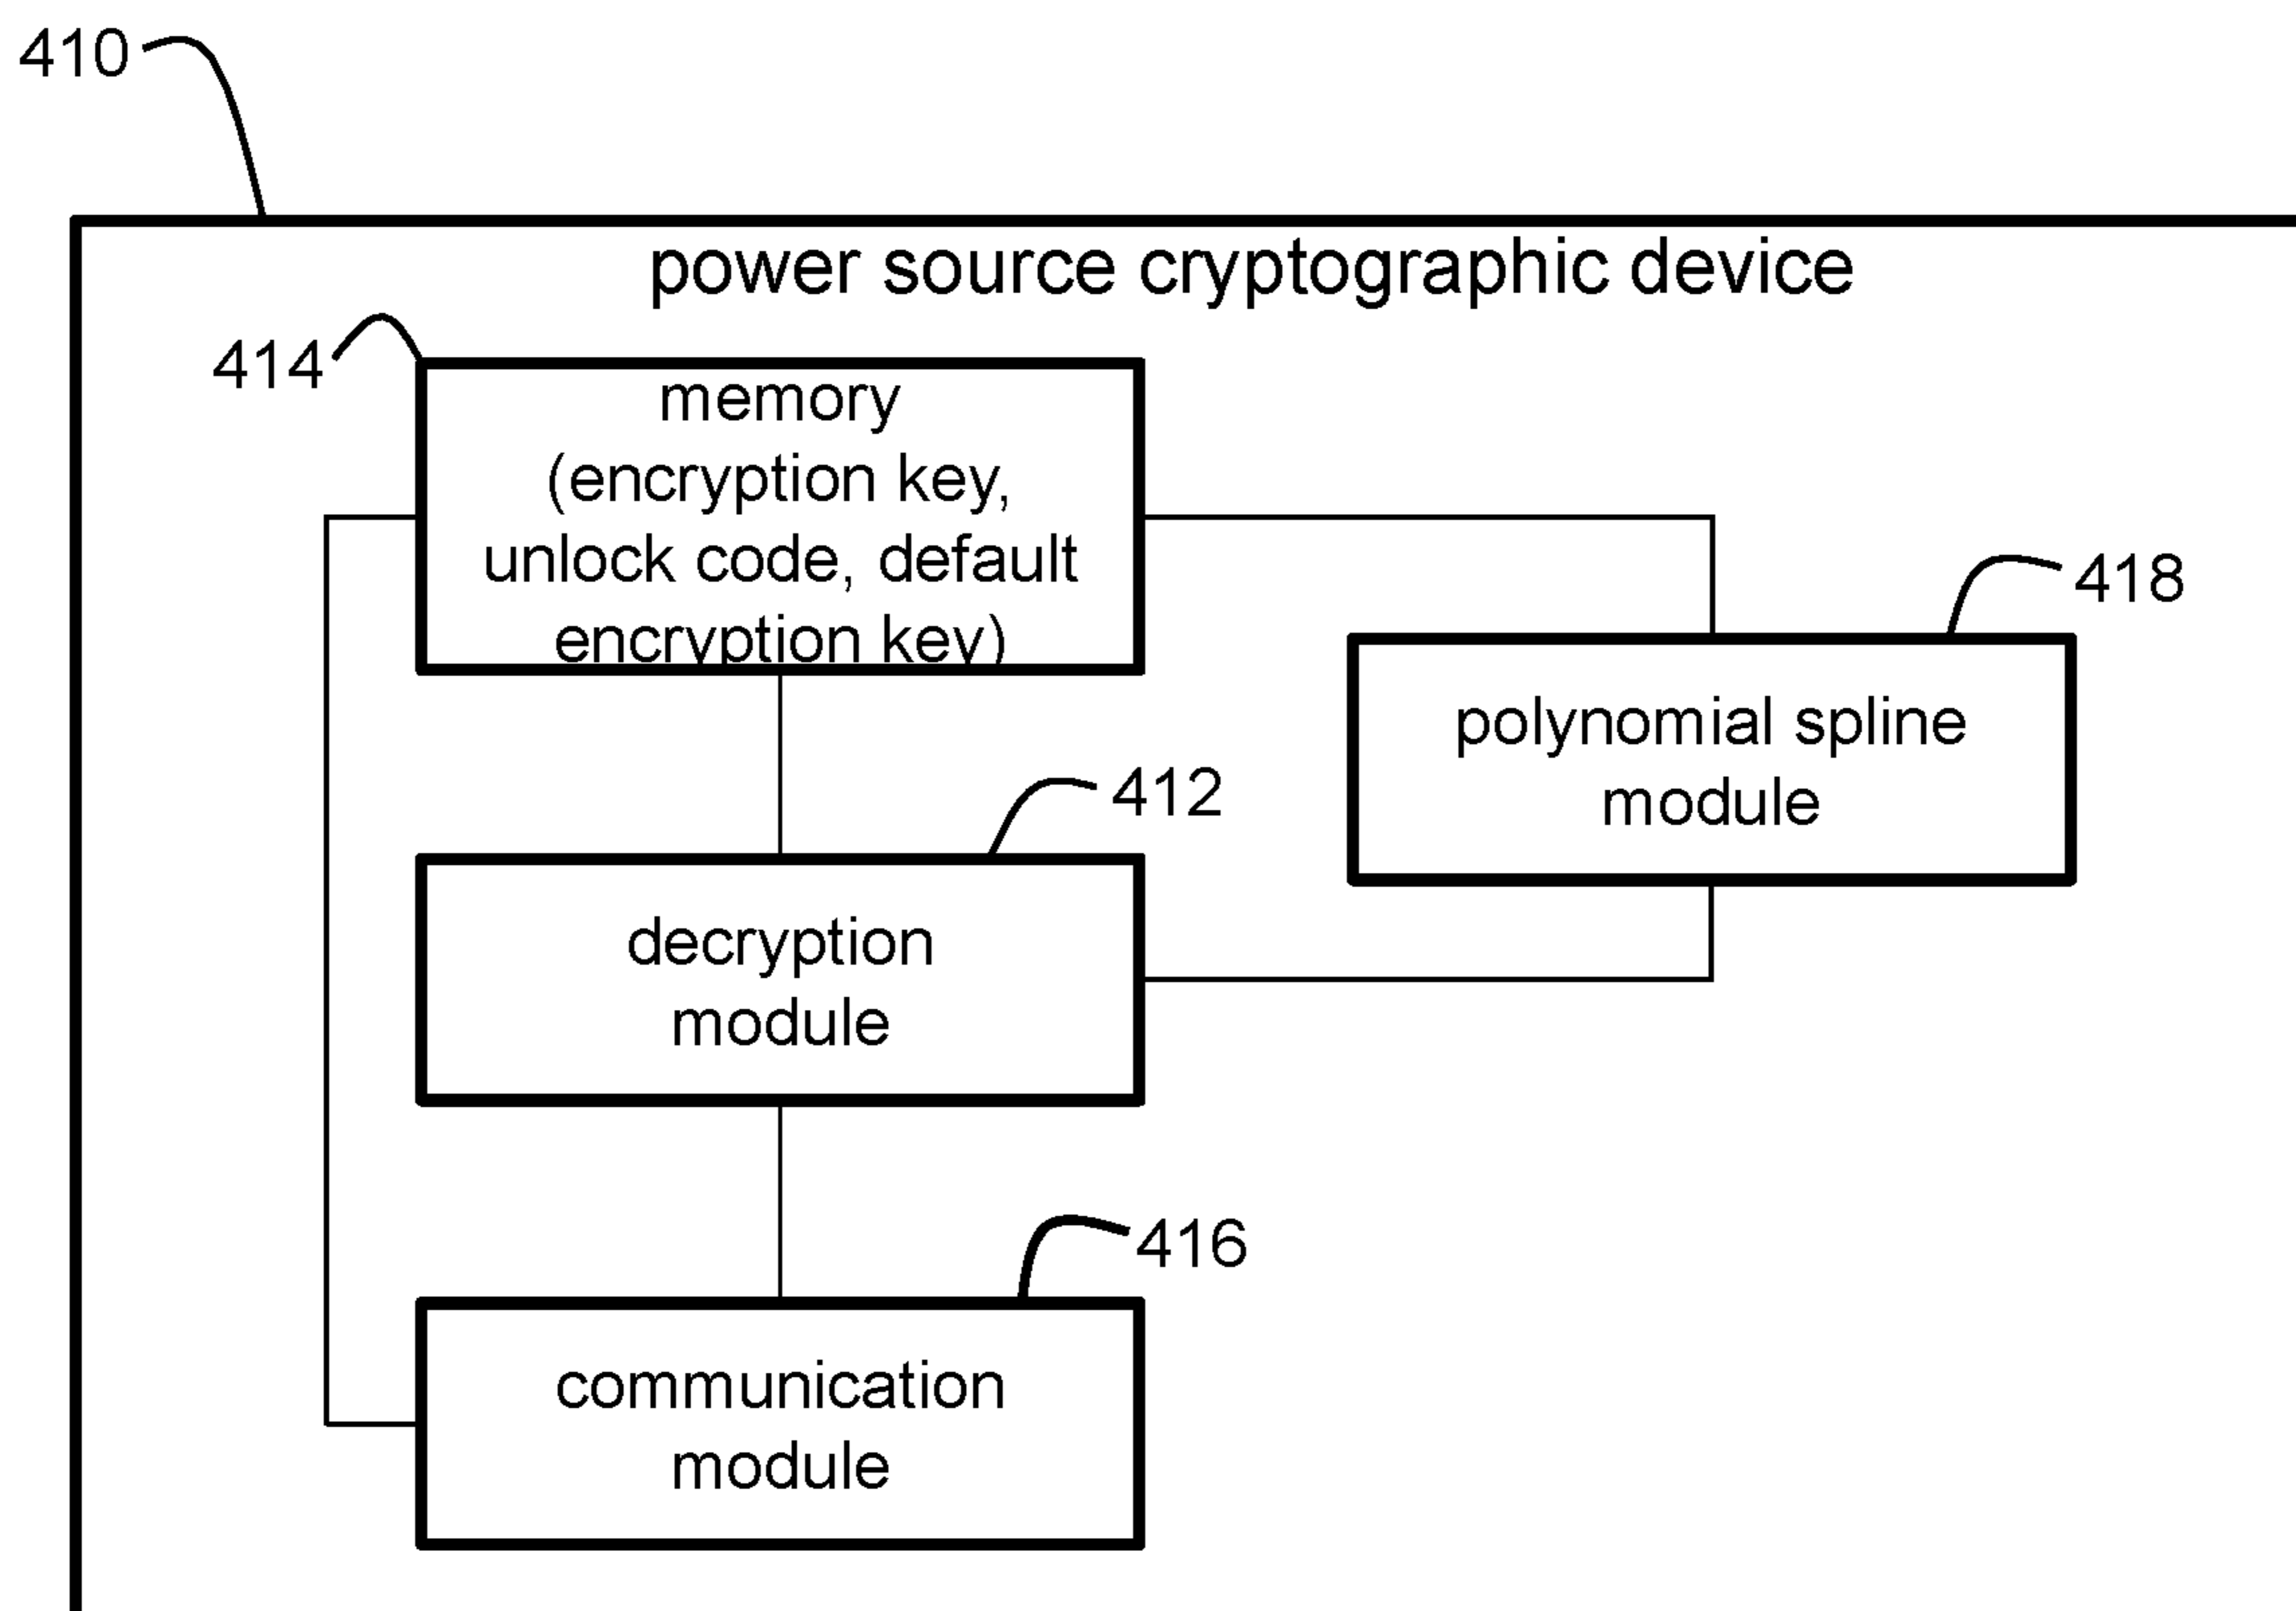 410
power source cryptographic device
414
memory
(encryption key,
unlock code, default
encryption key)
418
polynomial spline
module
412
decryption
module
416
communication
module